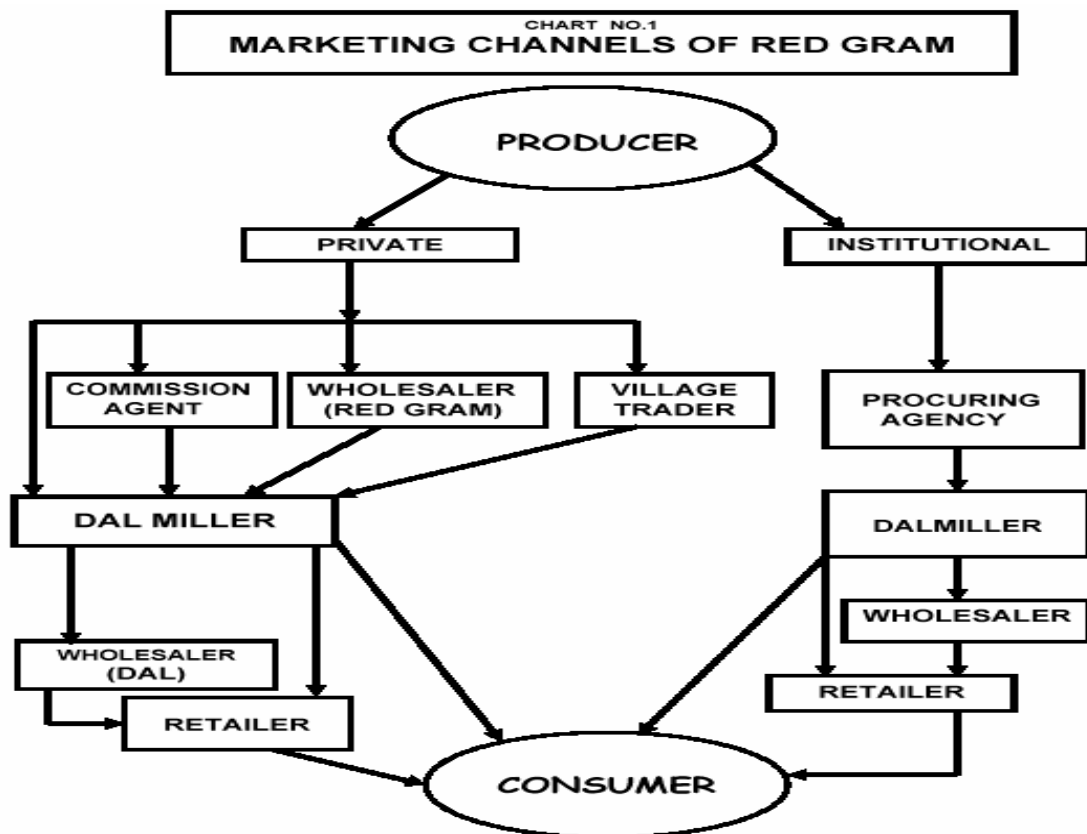 CHART NO.1
MARKETING CHANNELS OF RED GRAM
PRODUCER
PRIVATE
INSTITUTIONAL
COMMISSION
AGENT
WHOLESALER
(RED GRAM)
VILLAGE
TRADER
PROCURING
AGENCY
DAL MILLER
DALMILLER
WHOLESALER
WHOLESALER
(DAL)
RETAILER
RETAILER
CONSUMER